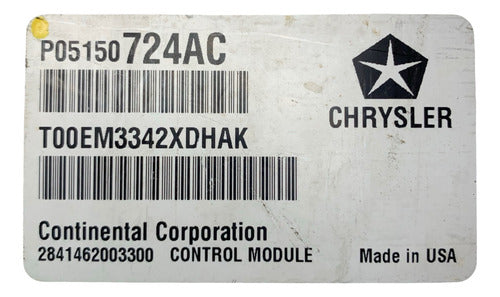 P05150724AC
CHRYSLER
T00EM3342XDHAK
Continental Corporation
2841462003300 CONTROL MODULE Made in USA